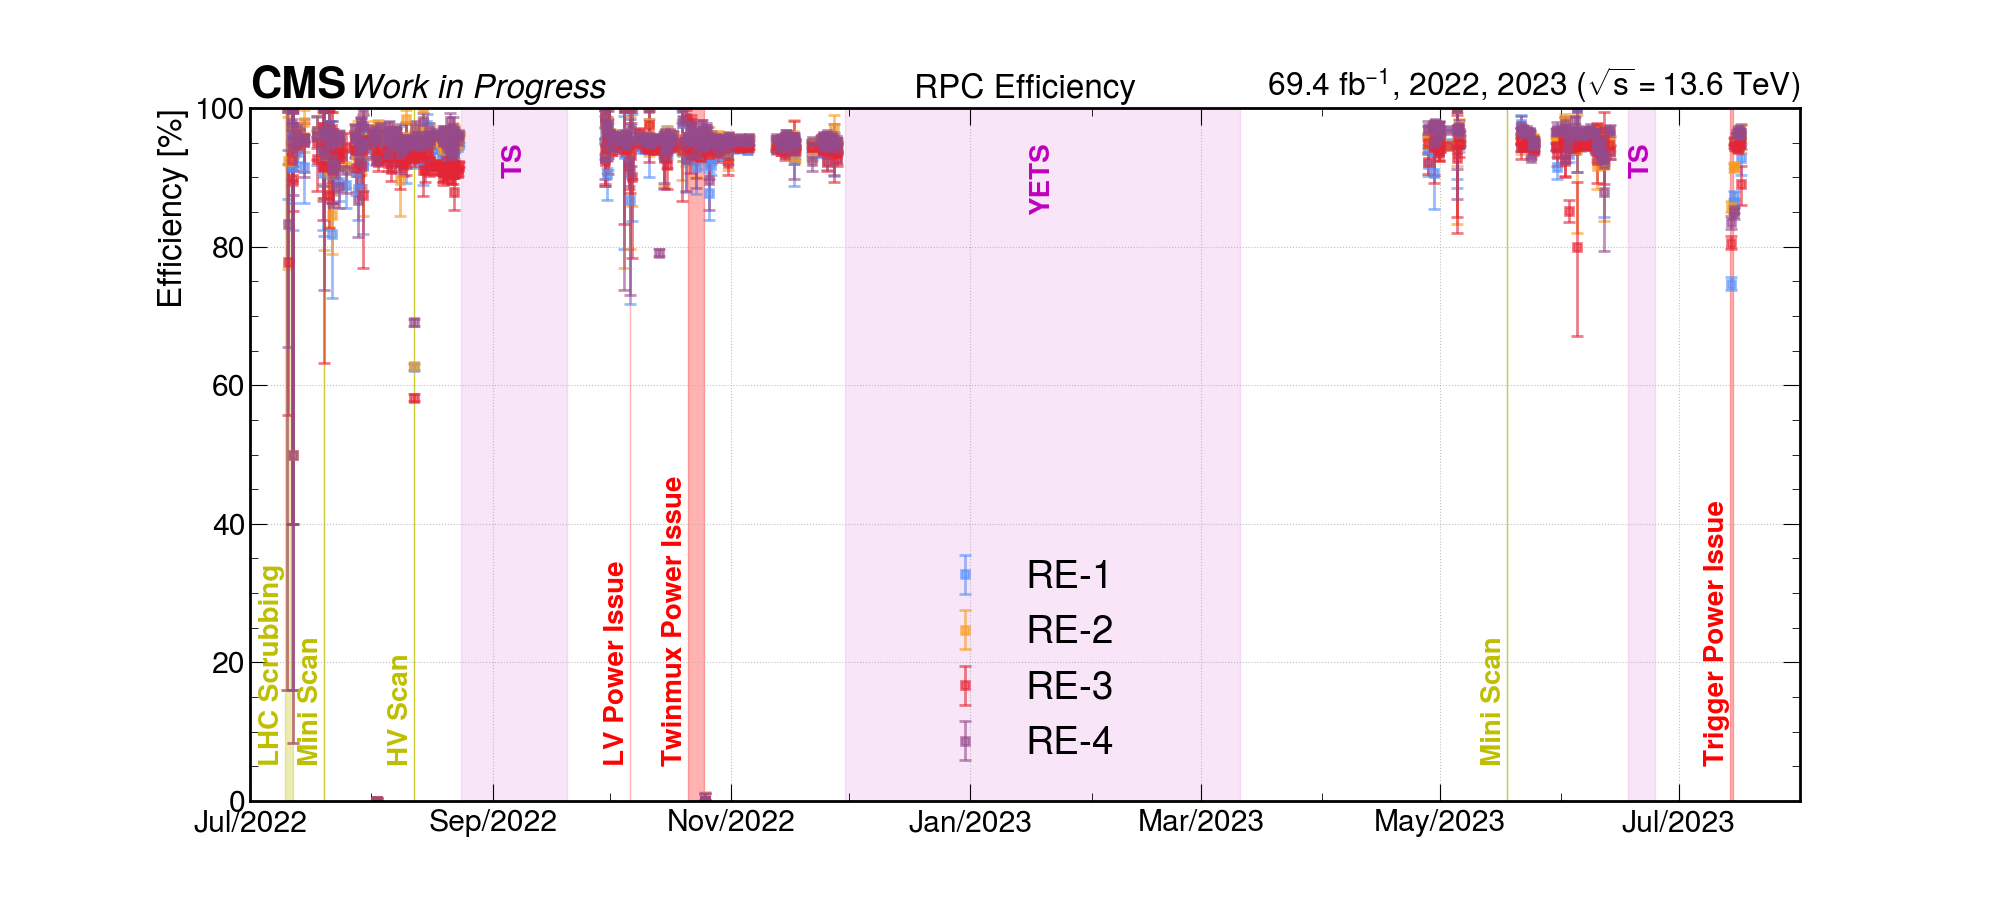 CMS Work in Progress
RPC Efficiency
69.4 fb⁻¹, 2022, 2023 (√s = 13.6 TeV)
Efficiency [%]
100
80
60
40
20
0
LHC Scrubbing
Mini Scan
HV Scan
TS
LV Power Issue
Twinmux Power Issue
YETS
Mini Scan
TS
Trigger Power Issue
RE-1
RE-2
RE-3
RE-4
Jul/2022
Sep/2022
Nov/2022
Jan/2023
Mar/2023
May/2023
Jul/2023